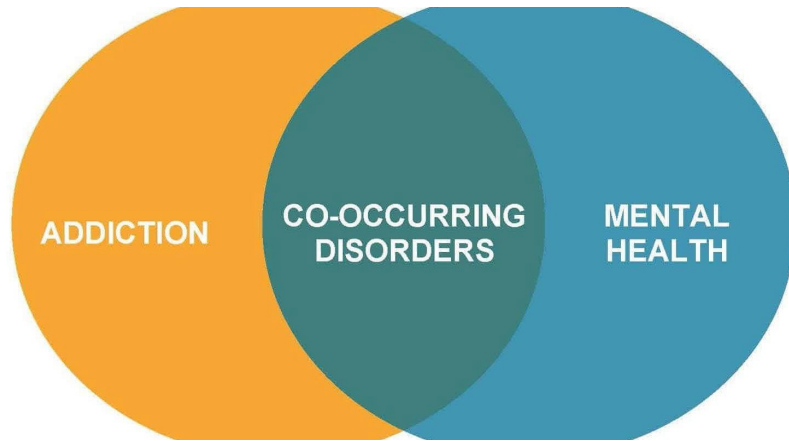 ADDICTION
CO-OCCURRING
DISORDERS
MENTAL
HEALTH